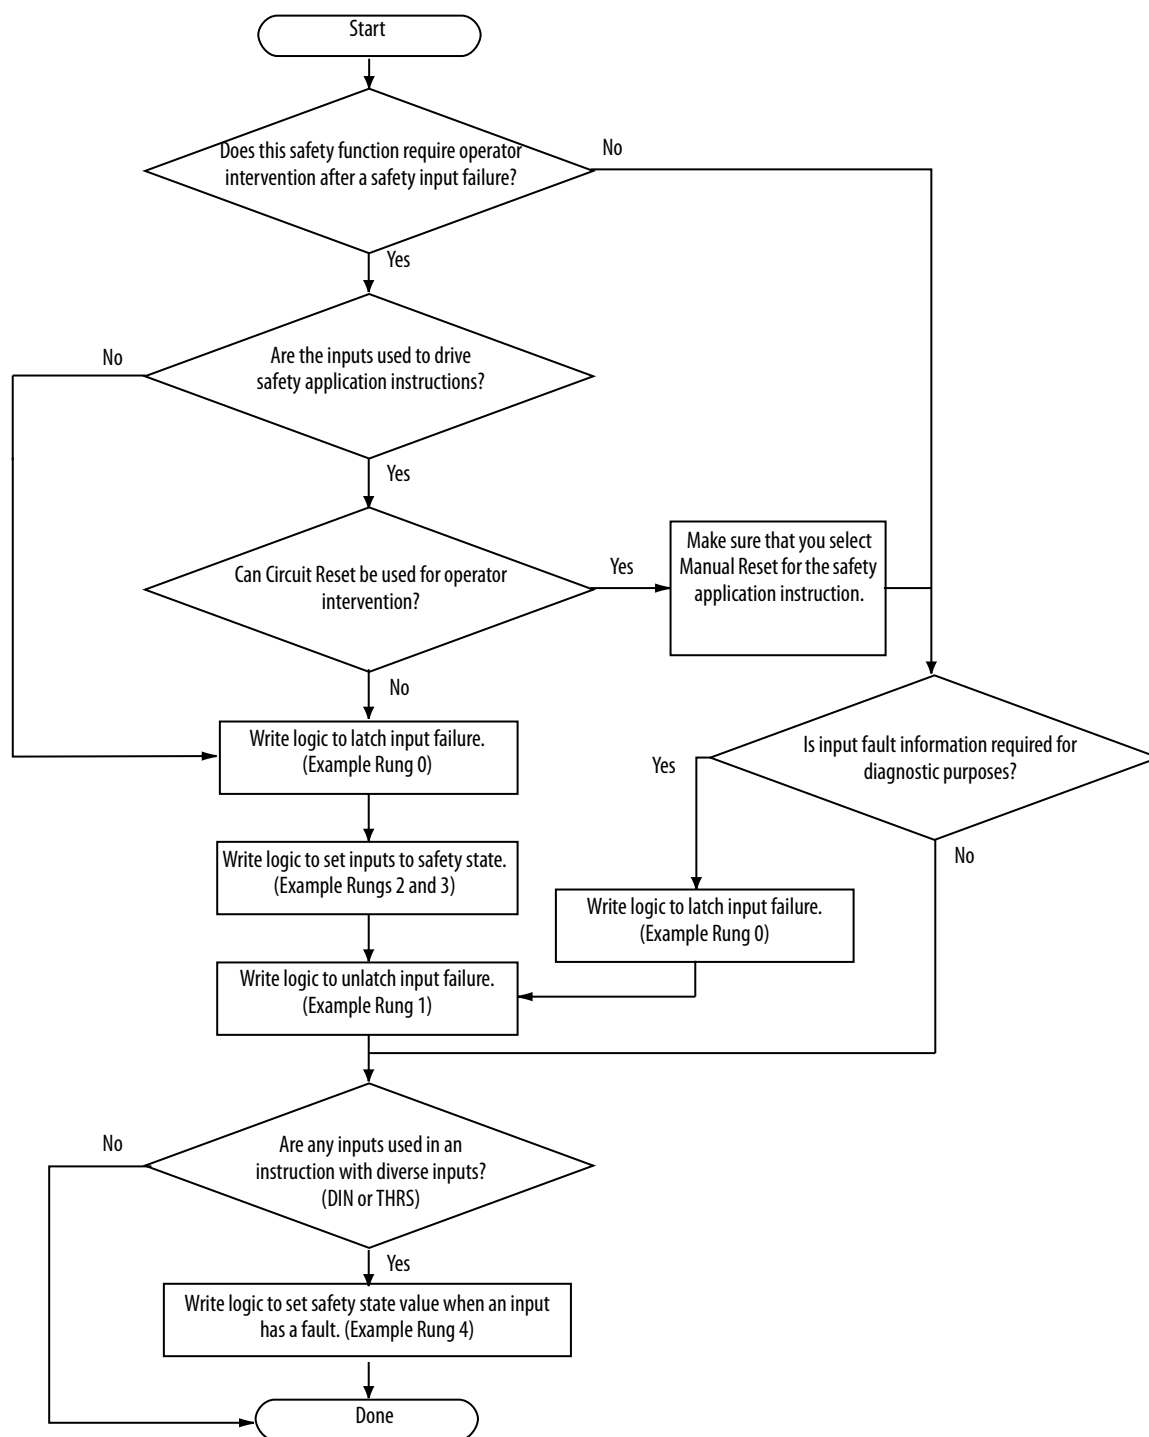 Start
Does this safety function require operator
intervention after a safety input failure?
No
Yes
No
Are the inputs used to drive
safety application instructions?
Yes
Can Circuit Reset be used for operator
intervention?
Yes
Make sure that you select
Manual Reset for the safety
application instruction.
No
Write logic to latch input failure.
(Example Rung 0)
Is input fault information required for
diagnostic purposes?
Yes
No
Write logic to set inputs to safety state.
(Example Rungs 2 and 3)
Write logic to latch input failure.
(Example Rung 0)
Write logic to unlatch input failure.
(Example Rung 1)
No
Are any inputs used in an
instruction with diverse inputs?
(DIN or THRS)
Yes
Write logic to set safety state value when an input
has a fault. (Example Rung 4)
Done